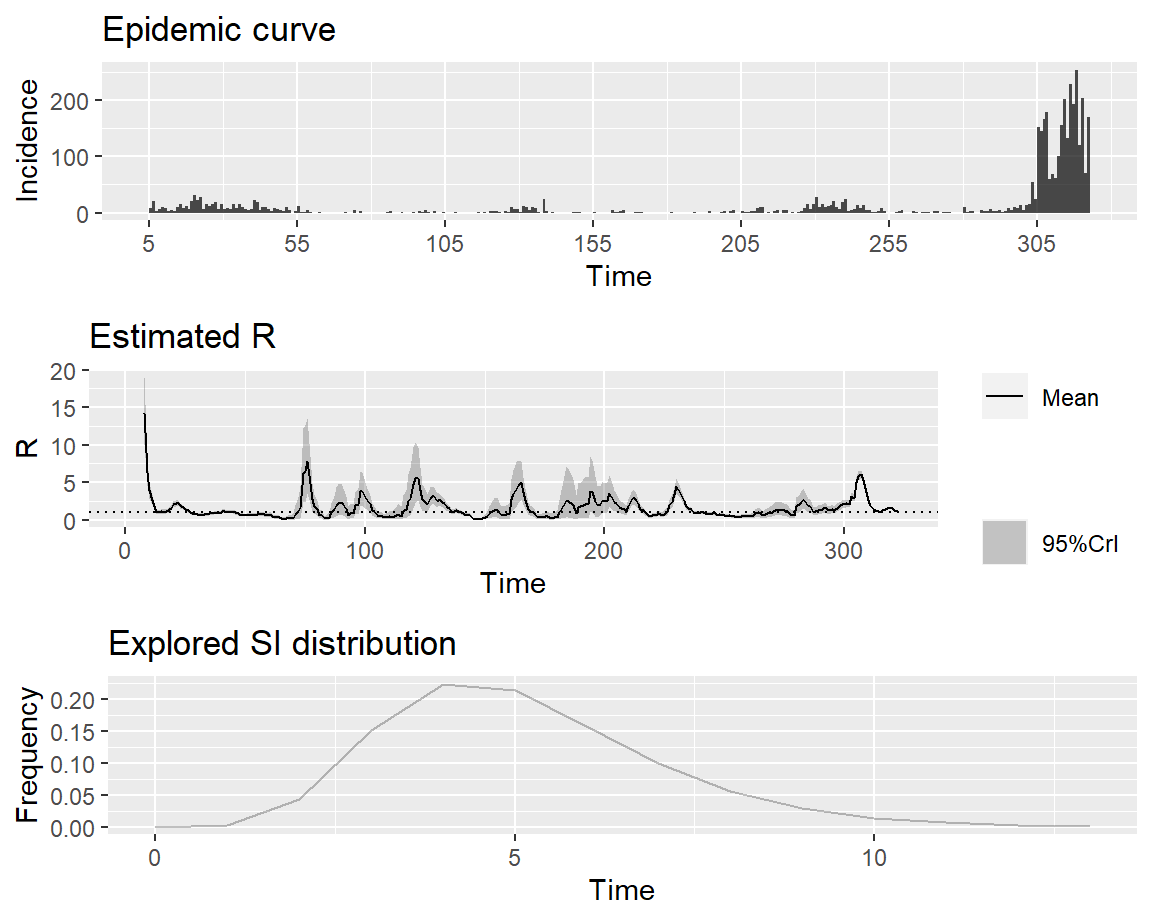 Epidemic curve
Incidence
200
100
0
5 55 105 155 205 255 305
Time
Estimated R
R
20
15
10
5
0
0 100 200 300
Time
Mean
95%CrI
Explored SI distribution
Frequency
0.20
0.15
0.10
0.05
0.00
0 5 10
Time